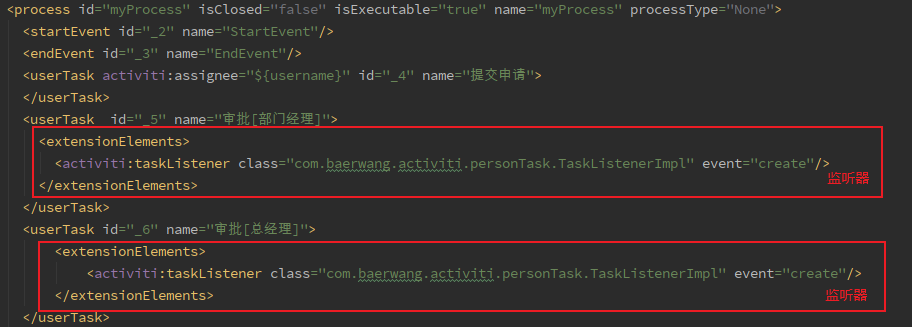 <process id="myProcess" isClosed="false" isExecutable="true" name="myProcess" processType="None">
<startEvent id="_2" name="StartEvent"/>
<endEvent id="_3" name="EndEvent"/>
<userTask activiti:assignee="${username}" id="_4" name="提交申请">
</userTask>
<userTask  id="_5" name="审批[部门经理]">
<extensionElements>
<activiti:taskListener class="com.baerwang.activiti.personTask.TaskListenerImpl" event="create"/>
监听器
</extensionElements>
</userTask>
<userTask id="_6" name="审批[总经理]">
<extensionElements>
<activiti:taskListener class="com.baerwang.activiti.personTask.TaskListenerImpl" event="create"/>
</extensionElements>
监听器
</userTask>